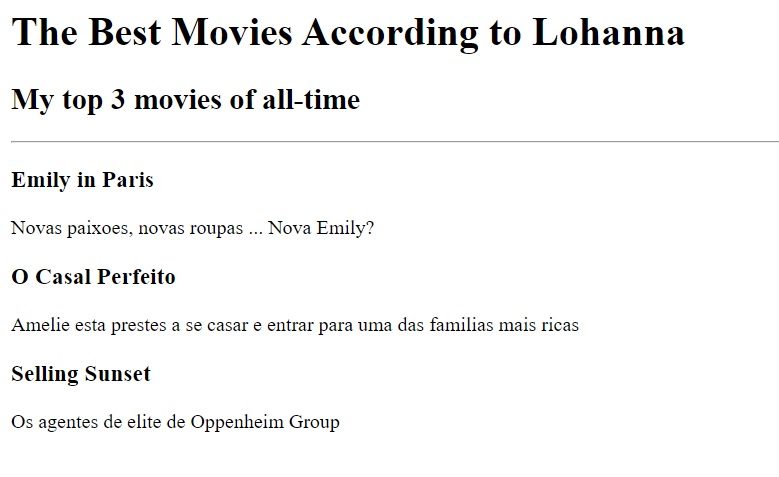 The Best Movies According to Lohanna
My top 3 movies of all-time
Emily in Paris
Novas paixoes, novas roupas ... Nova Emily?
O Casal Perfeito
Amelie esta prestes a se casar e entrar para uma das familias mais ricas
Selling Sunset
Os agentes de elite de Oppenheim Group